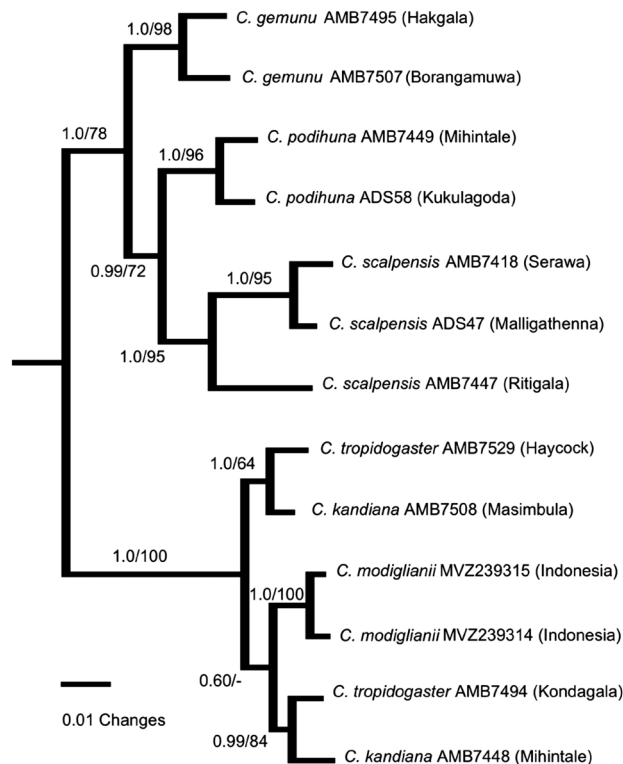 C. gemunu AMB7495 (Hakgala)
1.0/98
C. gemunu AMB7507 (Borangamuwa)
1.0/78
C. podihuna AMB7449 (Mihintale)
1.0/96
C. podihuna ADS58 (Kukulagoda)
0.99/72
C. scalpensis AMB7418 (Serawa)
1.0/95
C. scalpensis ADS47 (Malligathenna)
1.0/95
C. scalpensis AMB7447 (Ritigala)
C. tropidogaster AMB7529 (Haycock)
1.0/64
C. kandiana AMB7508 (Masimbula)
1.0/100
C. modiglianii MVZ239315 (Indonesia)
1.0/100
C. modiglianii MVZ239314 (Indonesia)
0.60/-
C. tropidogaster AMB7494 (Kondagala)
0.01 Changes
0.99/84
C. kandiana AMB7448 (Mihintale)